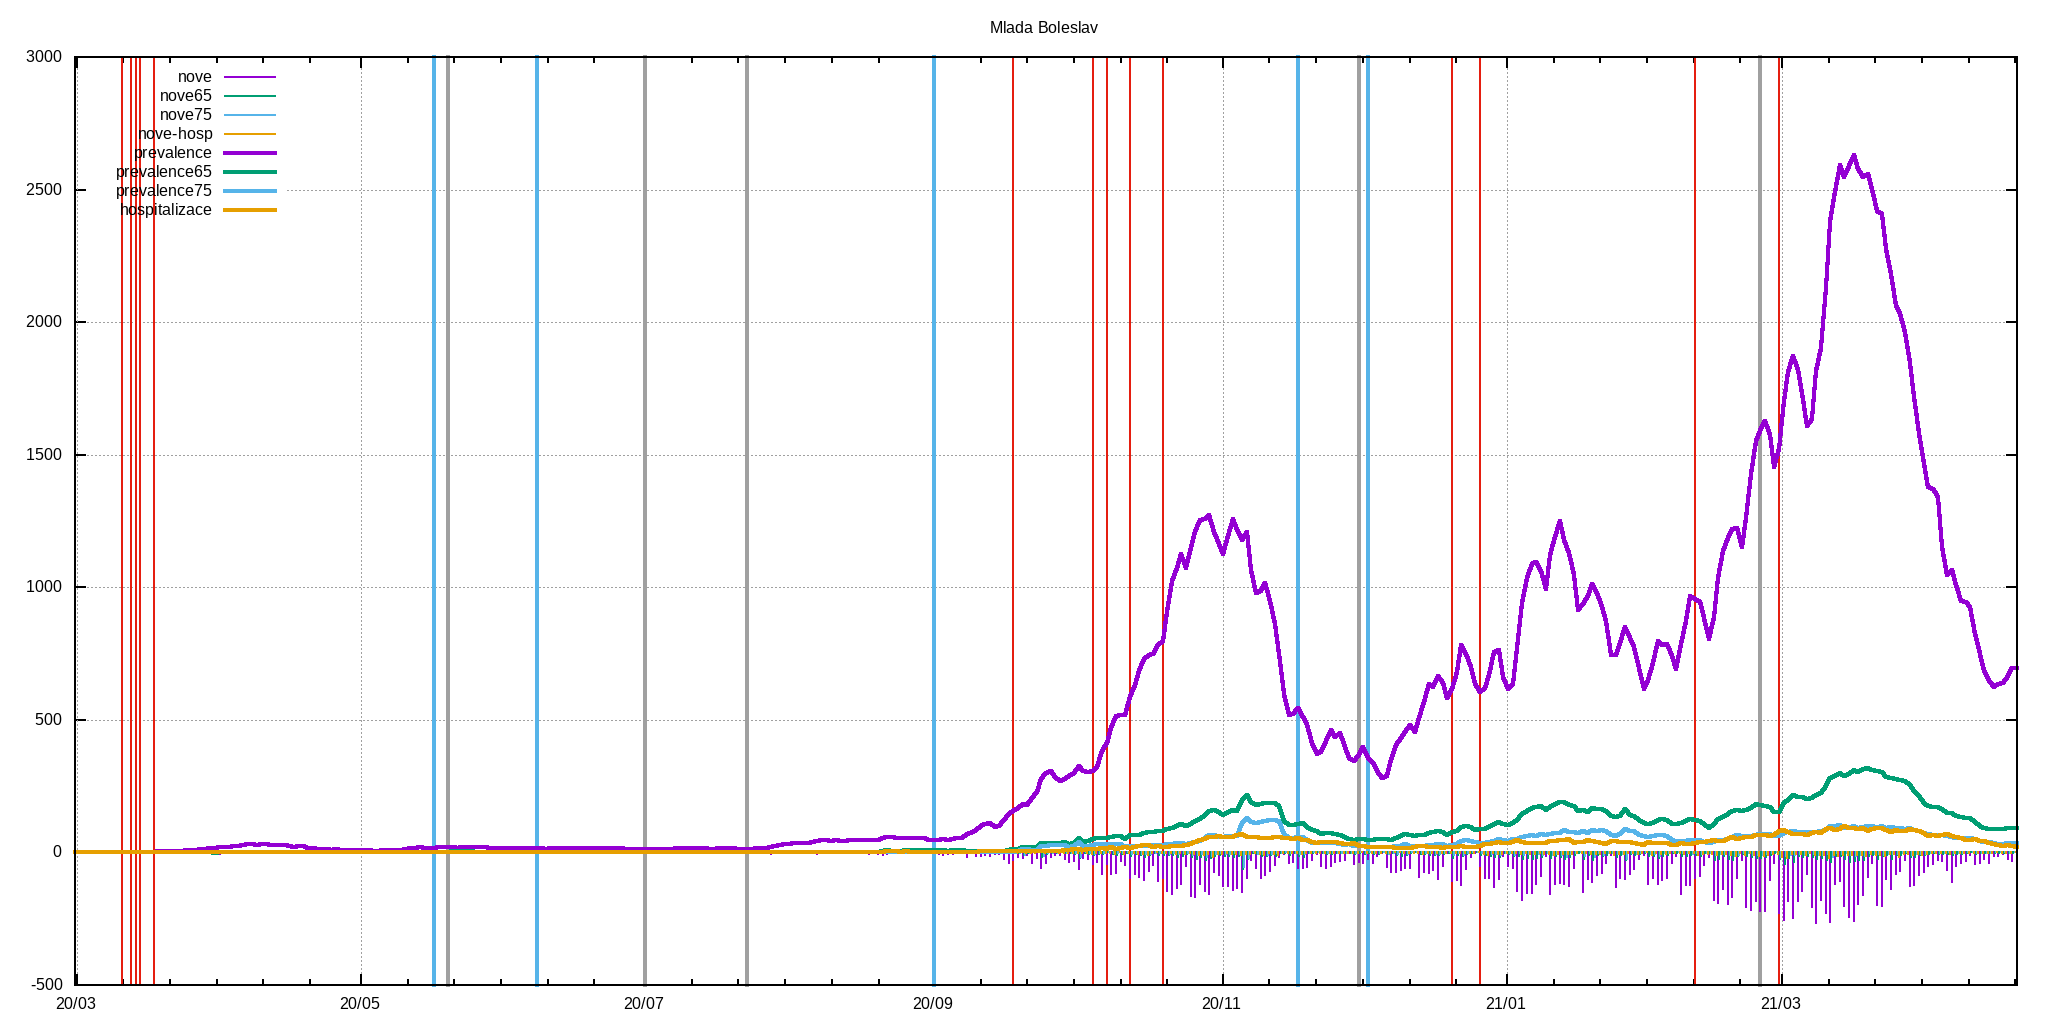 Mlada Boleslav
3000
2500
2000
1500
1000
500
0
-500
nove
nove65
nove75
nove-hosp
prevalence
prevalence65
prevalence75
hospitalizace
20/03 20/05 20/07 20/09 20/11 21/01 21/03